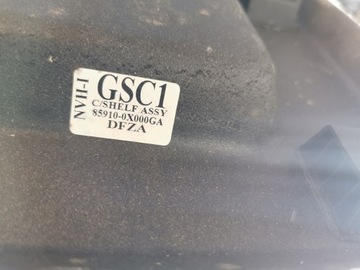 NVH-I
GSC1
C/SHELF ASSY
85910-0X000GA
DFZA